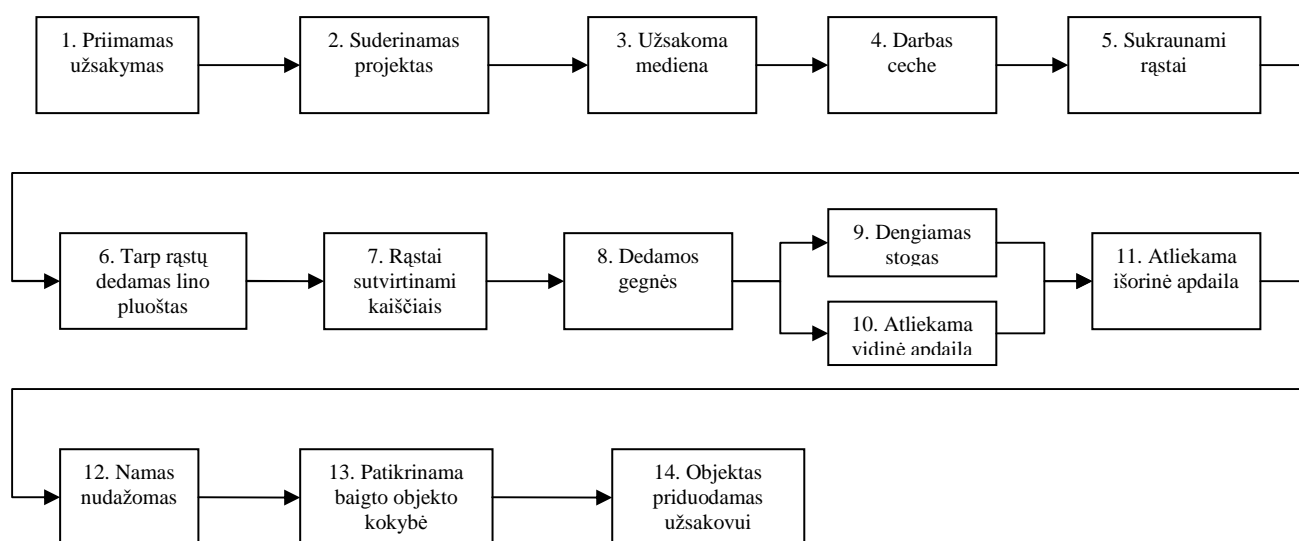 1. Priimamas
užsakymas
2. Suderinamas
projektas
3. Užsakoma
mediena
4. Darbas
ceche
5. Sukraunami
rąstai
6. Tarp rąstų
dedamas lino
pluoštas
7. Rąstai
sutvirtinami
kaiščiais
8. Dedamos
gegnės
9. Dengiamas
stogas
10. Atliekama
vidinė apdaila
11. Atliekama
išorinė apdaila
12. Namas
nudažomas
13. Patikrinama
baigto objekto
kokybė
14. Objektas
priduodamas
užsakovui